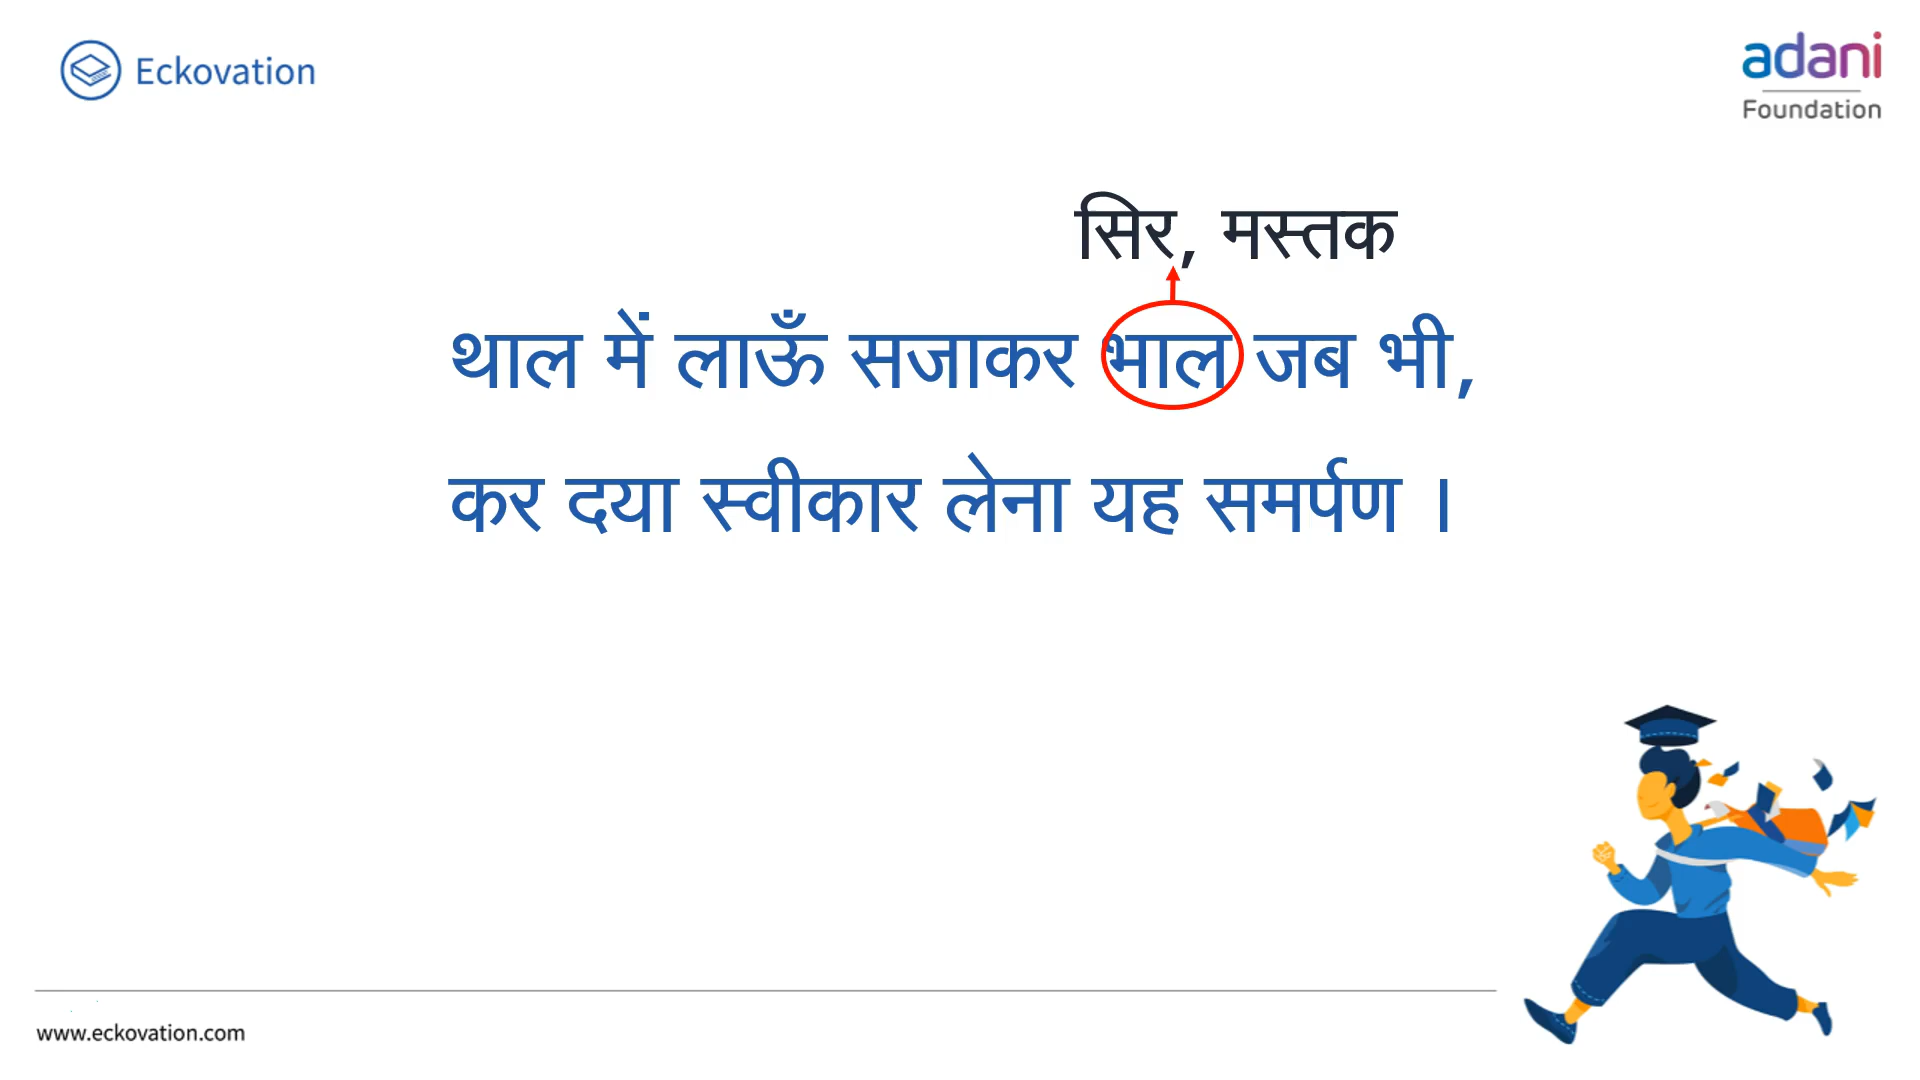 Eckovation
adani
Foundation
सिर, मस्तक
थाल में लाऊँ सजाकर भाल जब भी,
कर दया स्वीकार लेना यह समर्पण ।
www.eckovation.com